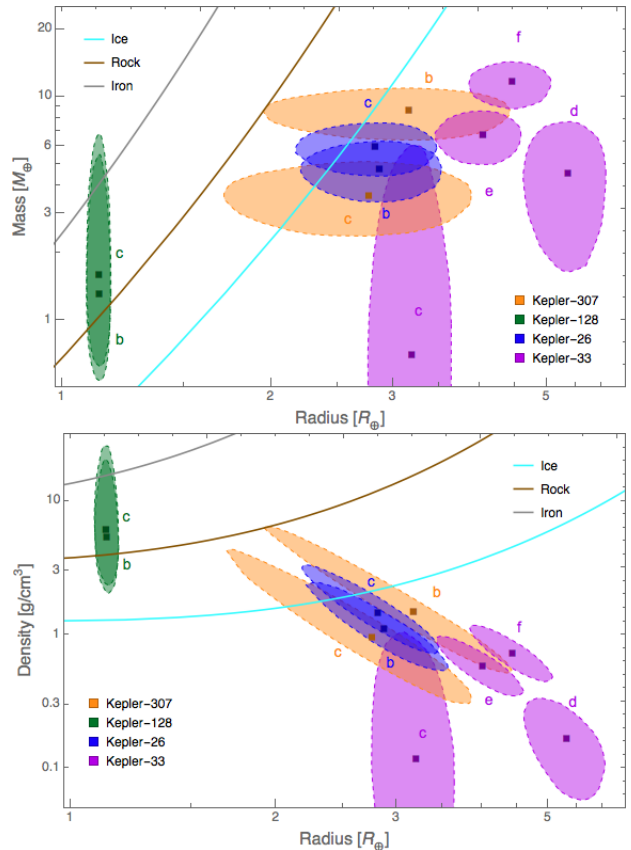 20
10
6
3
1
Mass [M⊕]
Ice
Rock
Iron
f
b
c
d
c
e
b
c
c
b
c
Kepler-307
Kepler-128
Kepler-26
Kepler-33
1
2
3
5
Radius [R⊕]
10
3
1
0.3
0.1
Density [g/cm³]
Ice
Rock
Iron
c
b
c
b
f
c
b
e
d
c
Kepler-307
Kepler-128
Kepler-26
Kepler-33
1
2
3
5
Radius [R⊕]